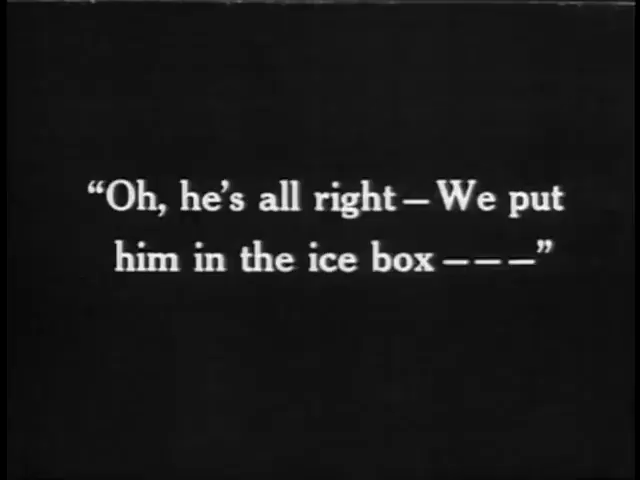 “Oh, he's all right — We put
him in the ice box — — —”